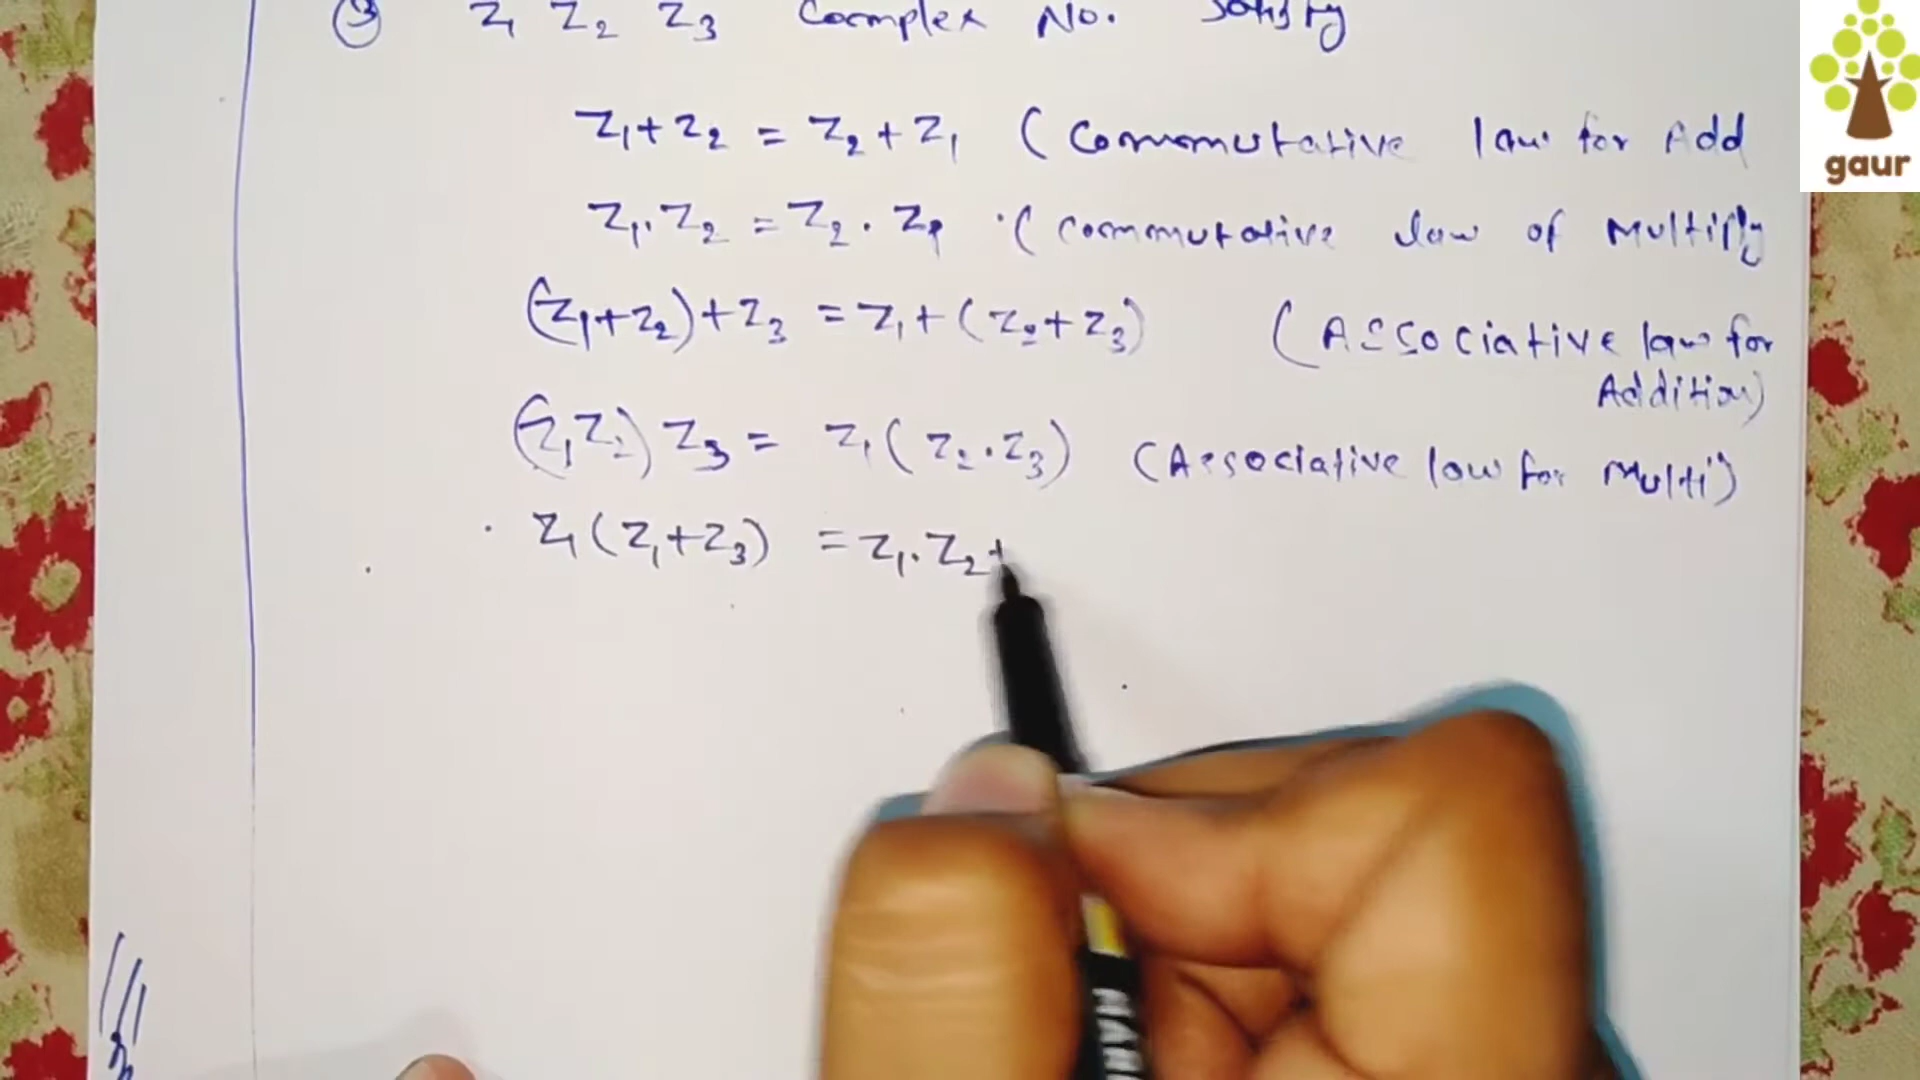 ③ Z₁ Z₂ Z₃ Complex No. Satisfy
Z₁+Z₂ = Z₂+Z₁ (Commutative law for Add
Z₁.Z₂ = Z₂.Z₁ (Commutative law of Multiply
(Z₁+Z₂)+Z₃ = Z₁+(Z₂+Z₃) (Associative law for
Addition)
(Z₁Z₂)Z₃ = Z₁(Z₂.Z₃) (Associative law for Multi)
Z₁(Z₁+Z₃) = Z₁.Z₂+
gaur